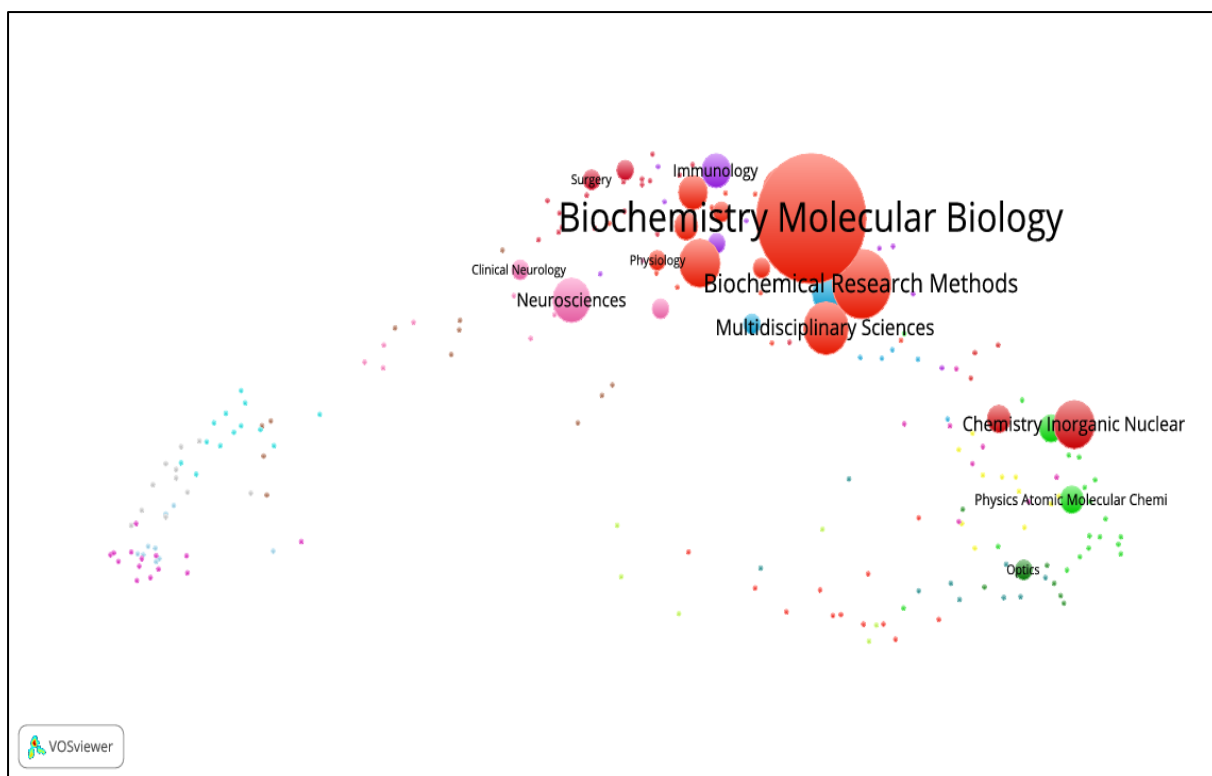 Immunology
Surgery
Biochemistry Molecular Biology
Physiology
Clinical Neurology
Biochemical Research Methods
Neurosciences
Multidisciplinary Sciences
Chemistry Inorganic Nuclear
Physics Atomic Molecular Chemi
Optics
VOSviewer